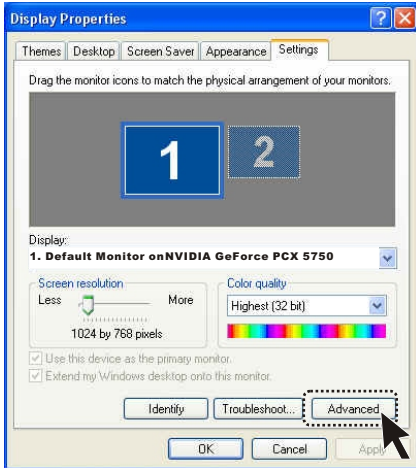 Display Properties
Themes Desktop Screen Saver Appearance Settings
Drag the monitor icons to match the physical arrangement of your monitors.
1 2
Display:
1. Default Monitor onNVIDIA GeForce PCX 5750
Screen resolution
Less More
1024 by 768 pixels
Color quality
Highest (32 bit)
Use this device as the primary monitor.
Extend my Windows desktop onto this monitor.
Identify Troubleshoot... Advanced
OK Cancel Apply